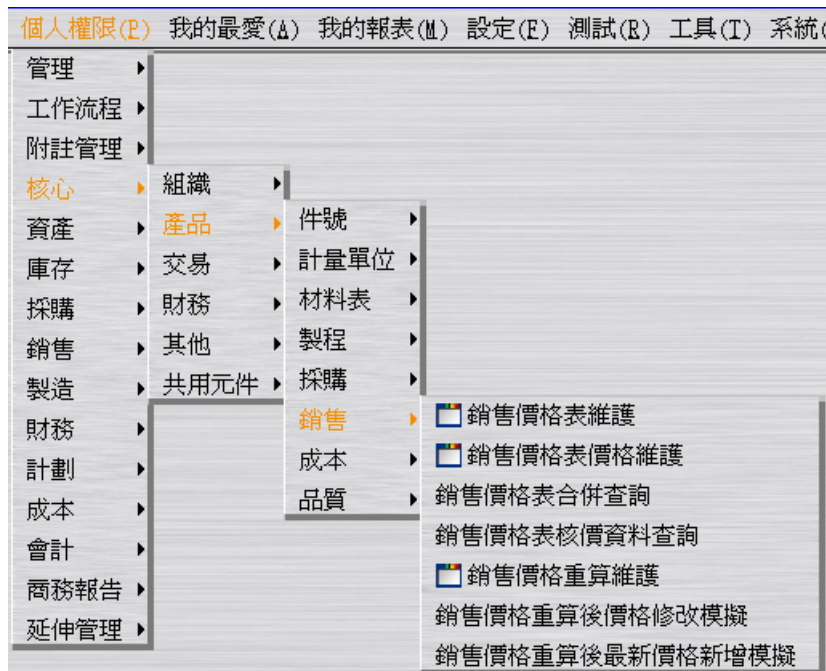 個人權限(P) 我的最愛(A) 我的報表(M) 設定(E) 測試(R) 工具(T) 系統(
管理
工作流程
附註管理
核心
資產
庫存
採購
銷售
製造
財務
計劃
成本
會計
商務報告
延伸管理
組織
產品
交易
財務
其他
共用元件
件號
計量單位
材料表
製程
採購
銷售
成本
品質
銷售價格表維護
銷售價格表價格維護
銷售價格表合併查詢
銷售價格表核價資料查詢
銷售價格重算維護
銷售價格重算後價格修改模擬
銷售價格重算後最新價格新增模擬